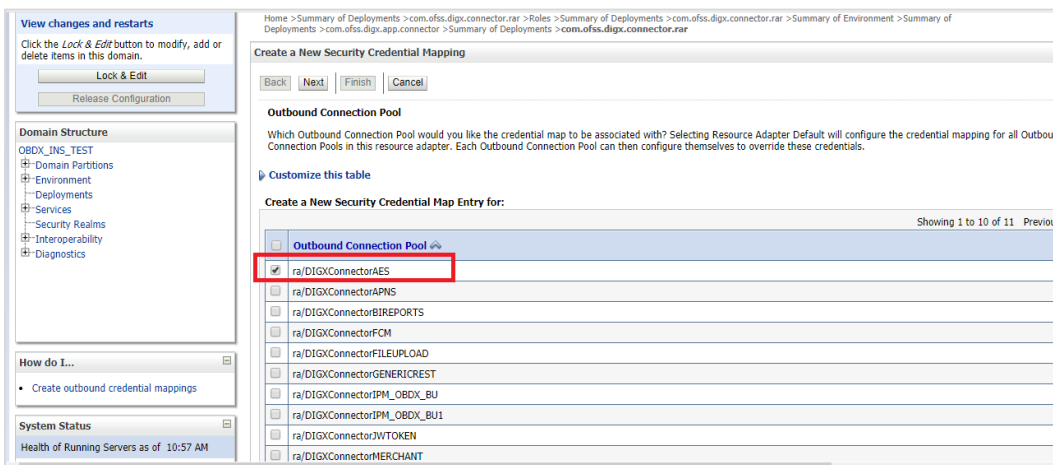 View changes and restarts
Click the Lock & Edit button to modify, add or
delete items in this domain.
Lock & Edit
Release Configuration
Domain Structure
OBDX_INS_TEST
Domain Partitions
Environment
Deployments
Services
Security Realms
Interoperability
Diagnostics
How do I...
Create outbound credential mappings
System Status
Health of Running Servers as of 10:57 AM
Home >Summary of Deployments >com.ofss.digx.connector.rar >Roles >Summary of Deployments >com.ofss.digx.connector.rar >Summary of Environment >Summary of
Deployments >com.ofss.digx.app.connector >Summary of Deployments >com.ofss.digx.connector.rar
Create a New Security Credential Mapping
Back Next Finish Cancel
Outbound Connection Pool
Which Outbound Connection Pool would you like the credential map to be associated with? Selecting Resource Adapter Default will configure the credential mapping for all Outbou
Connection Pools in this resource adapter. Each Outbound Connection Pool can then configure themselves to override these credentials.
Customize this table
Create a New Security Credential Map Entry for:
Showing 1 to 10 of 11 Previou
Outbound Connection Pool
ra/DIGXConnectorAES
ra/DIGXConnectorAPNS
ra/DIGXConnectorBIREPORTS
ra/DIGXConnectorFCM
ra/DIGXConnectorFILEUPLOAD
ra/DIGXConnectorGENERICREST
ra/DIGXConnectorIPM_OBDX_BU
ra/DIGXConnectorIPM_OBDX_BU1
ra/DIGXConnectorJWTOKEN
ra/DIGXConnectorMERCHANT